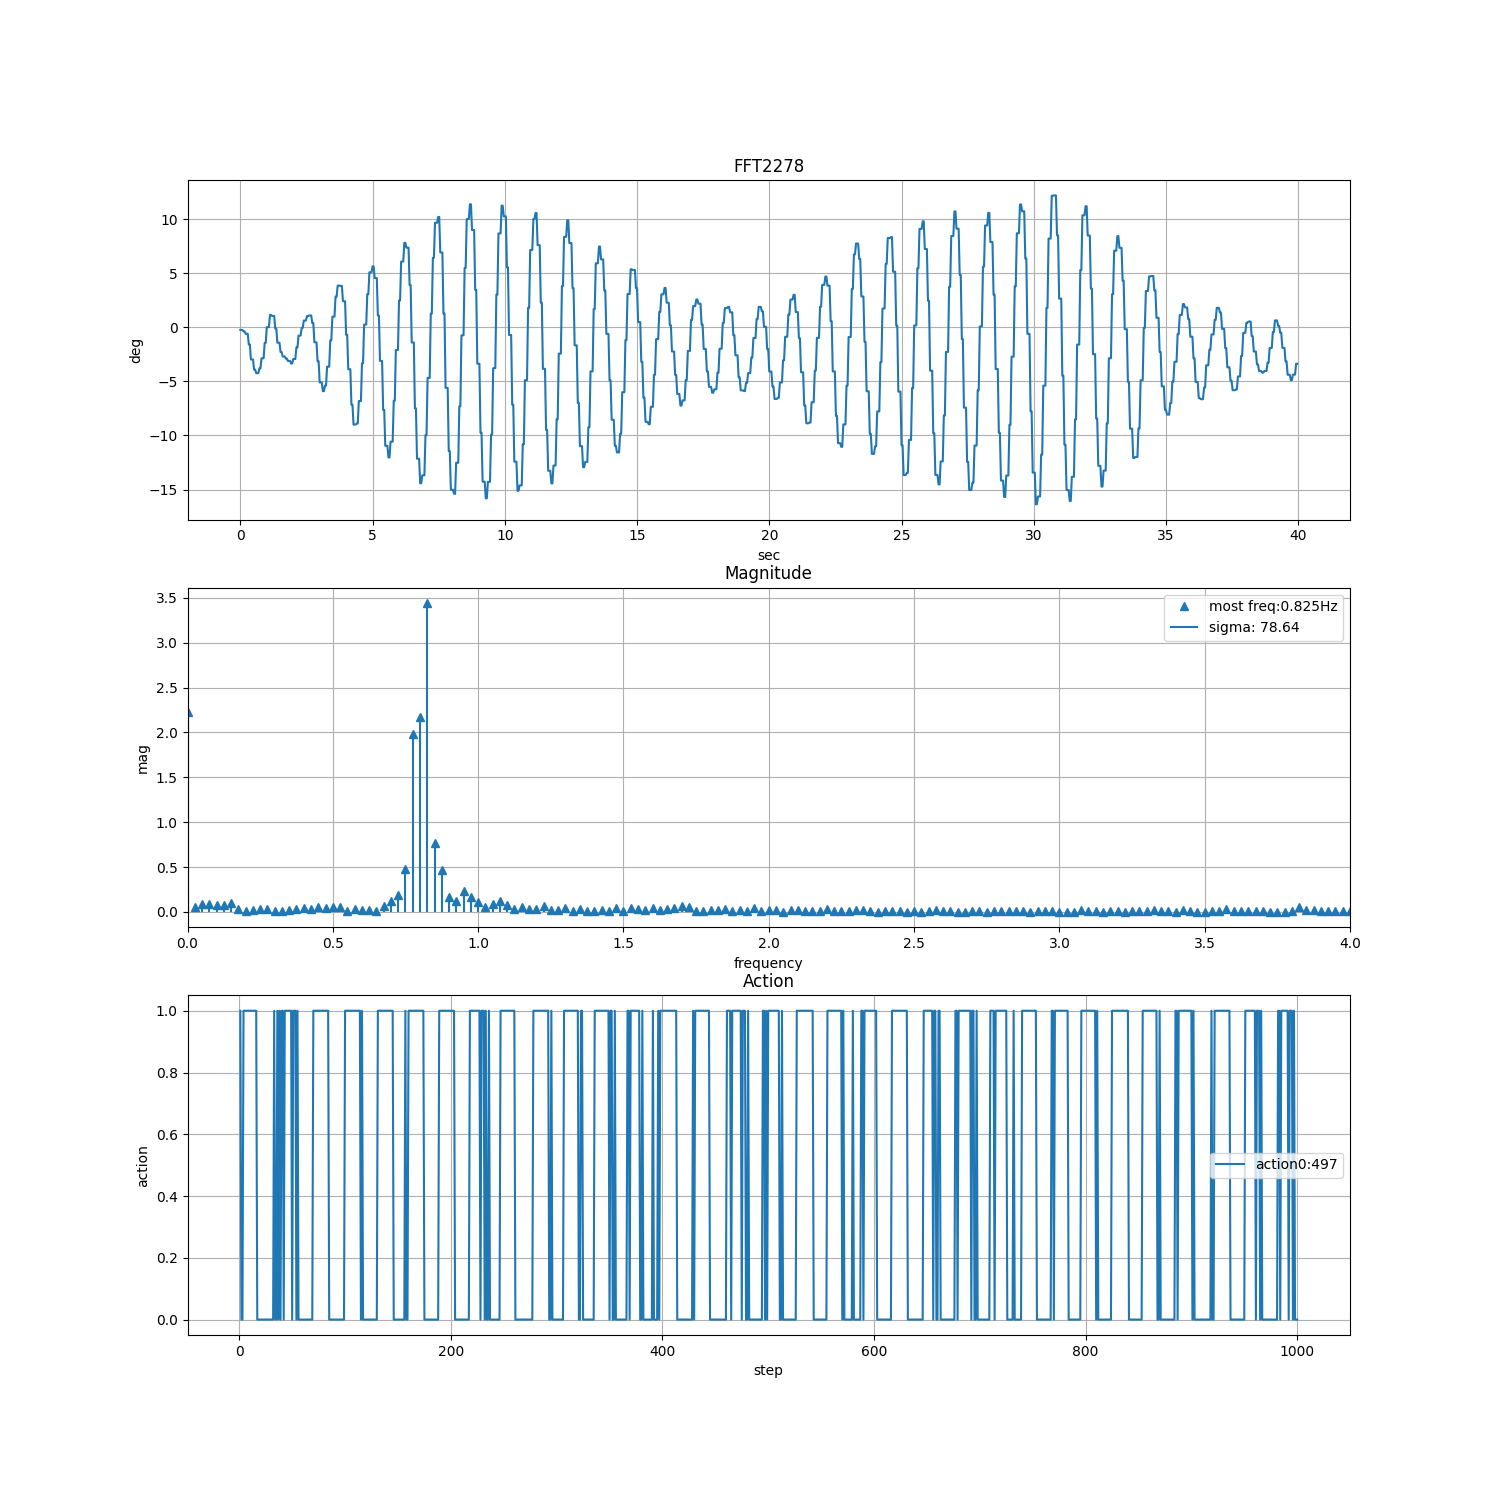 FFT2278
10
5
0
−5
−10
−15
deg
0 5 10 15 20 25 30 35 40
sec
Magnitude
3.5
3.0
2.5
2.0
1.5
1.0
0.5
0.0
mag
most freq:0.825Hz
sigma: 78.64
0.0 0.5 1.0 1.5 2.0 2.5 3.0 3.5 4.0
frequency
Action
1.0
0.8
0.6
0.4
0.2
0.0
action
action0:497
0 200 400 600 800 1000
step